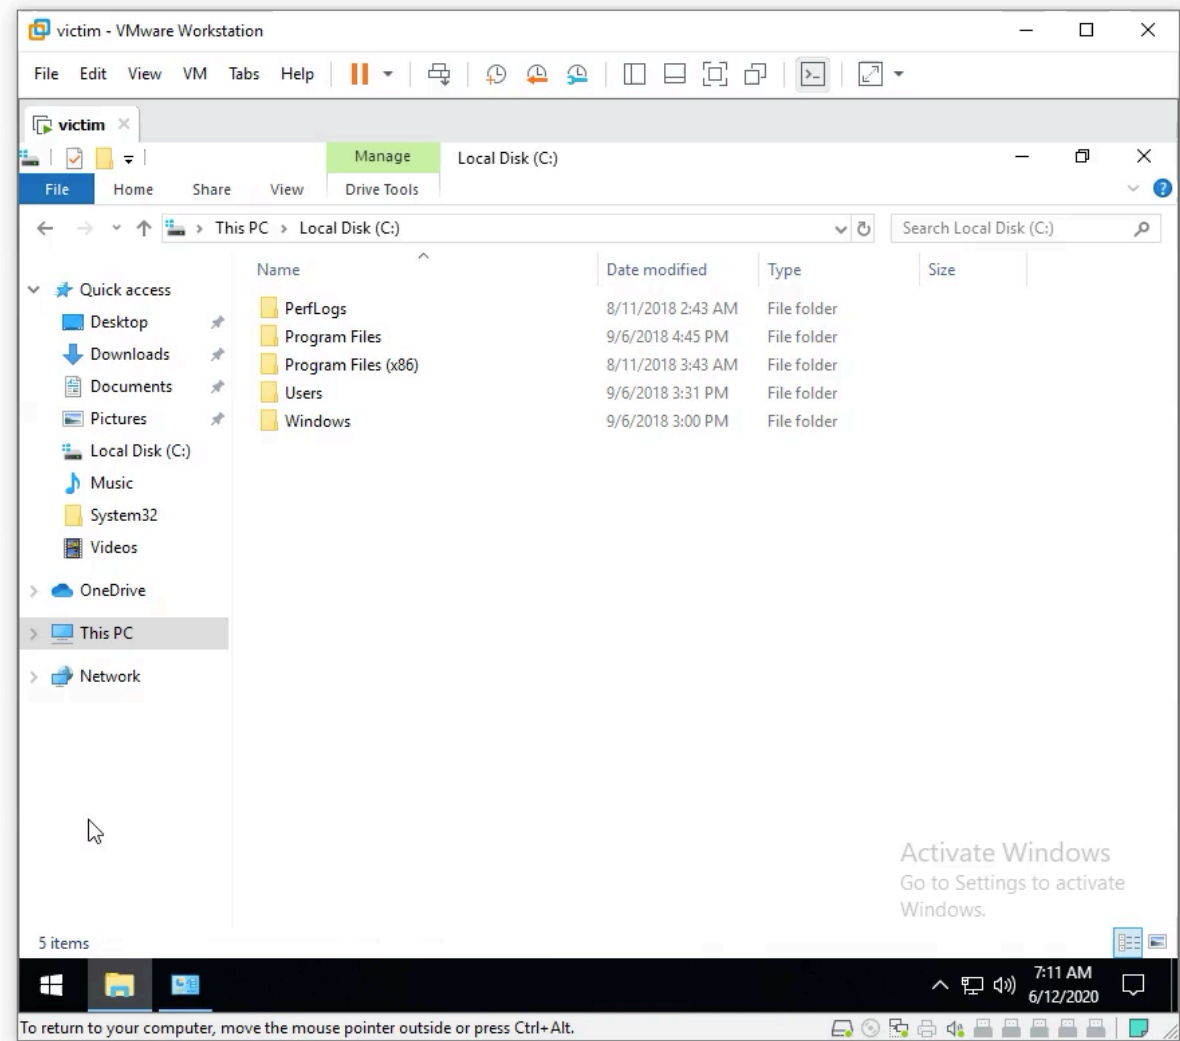 victim - VMware Workstation
File Edit View VM Tabs Help
victim
Manage Local Disk (C:)
File Home Share View Drive Tools
This PC > Local Disk (C:) Search Local Disk (C:)
Name Date modified Type Size
Quick access
Desktop
Downloads
Documents
Pictures
Local Disk (C:)
Music
System32
Videos
OneDrive
This PC
Network
PerfLogs 8/11/2018 2:43 AM File folder
Program Files 9/6/2018 4:45 PM File folder
Program Files (x86) 8/11/2018 3:43 AM File folder
Users 9/6/2018 3:31 PM File folder
Windows 9/6/2018 3:00 PM File folder
Activate Windows
Go to Settings to activate
Windows.
5 items
7:11 AM
6/12/2020
To return to your computer, move the mouse pointer outside or press Ctrl+Alt.